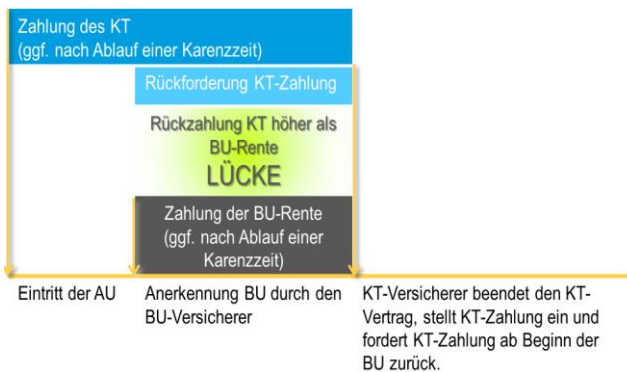 Zahlung des KT
(ggf. nach Ablauf einer Karenzzeit)
Rückforderung KT-Zahlung
Rückzahlung KT höher als
BU-Rente
LÜCKE
Zahlung der BU-Rente
(ggf. nach Ablauf einer
Karenzzeit)
Eintritt der AU
Anerkennung BU durch den
BU-Versicherer
KT-Versicherer beendet den KT-
Vertrag, stellt KT-Zahlung ein und
fordert KT-Zahlung ab Beginn der
BU zurück.